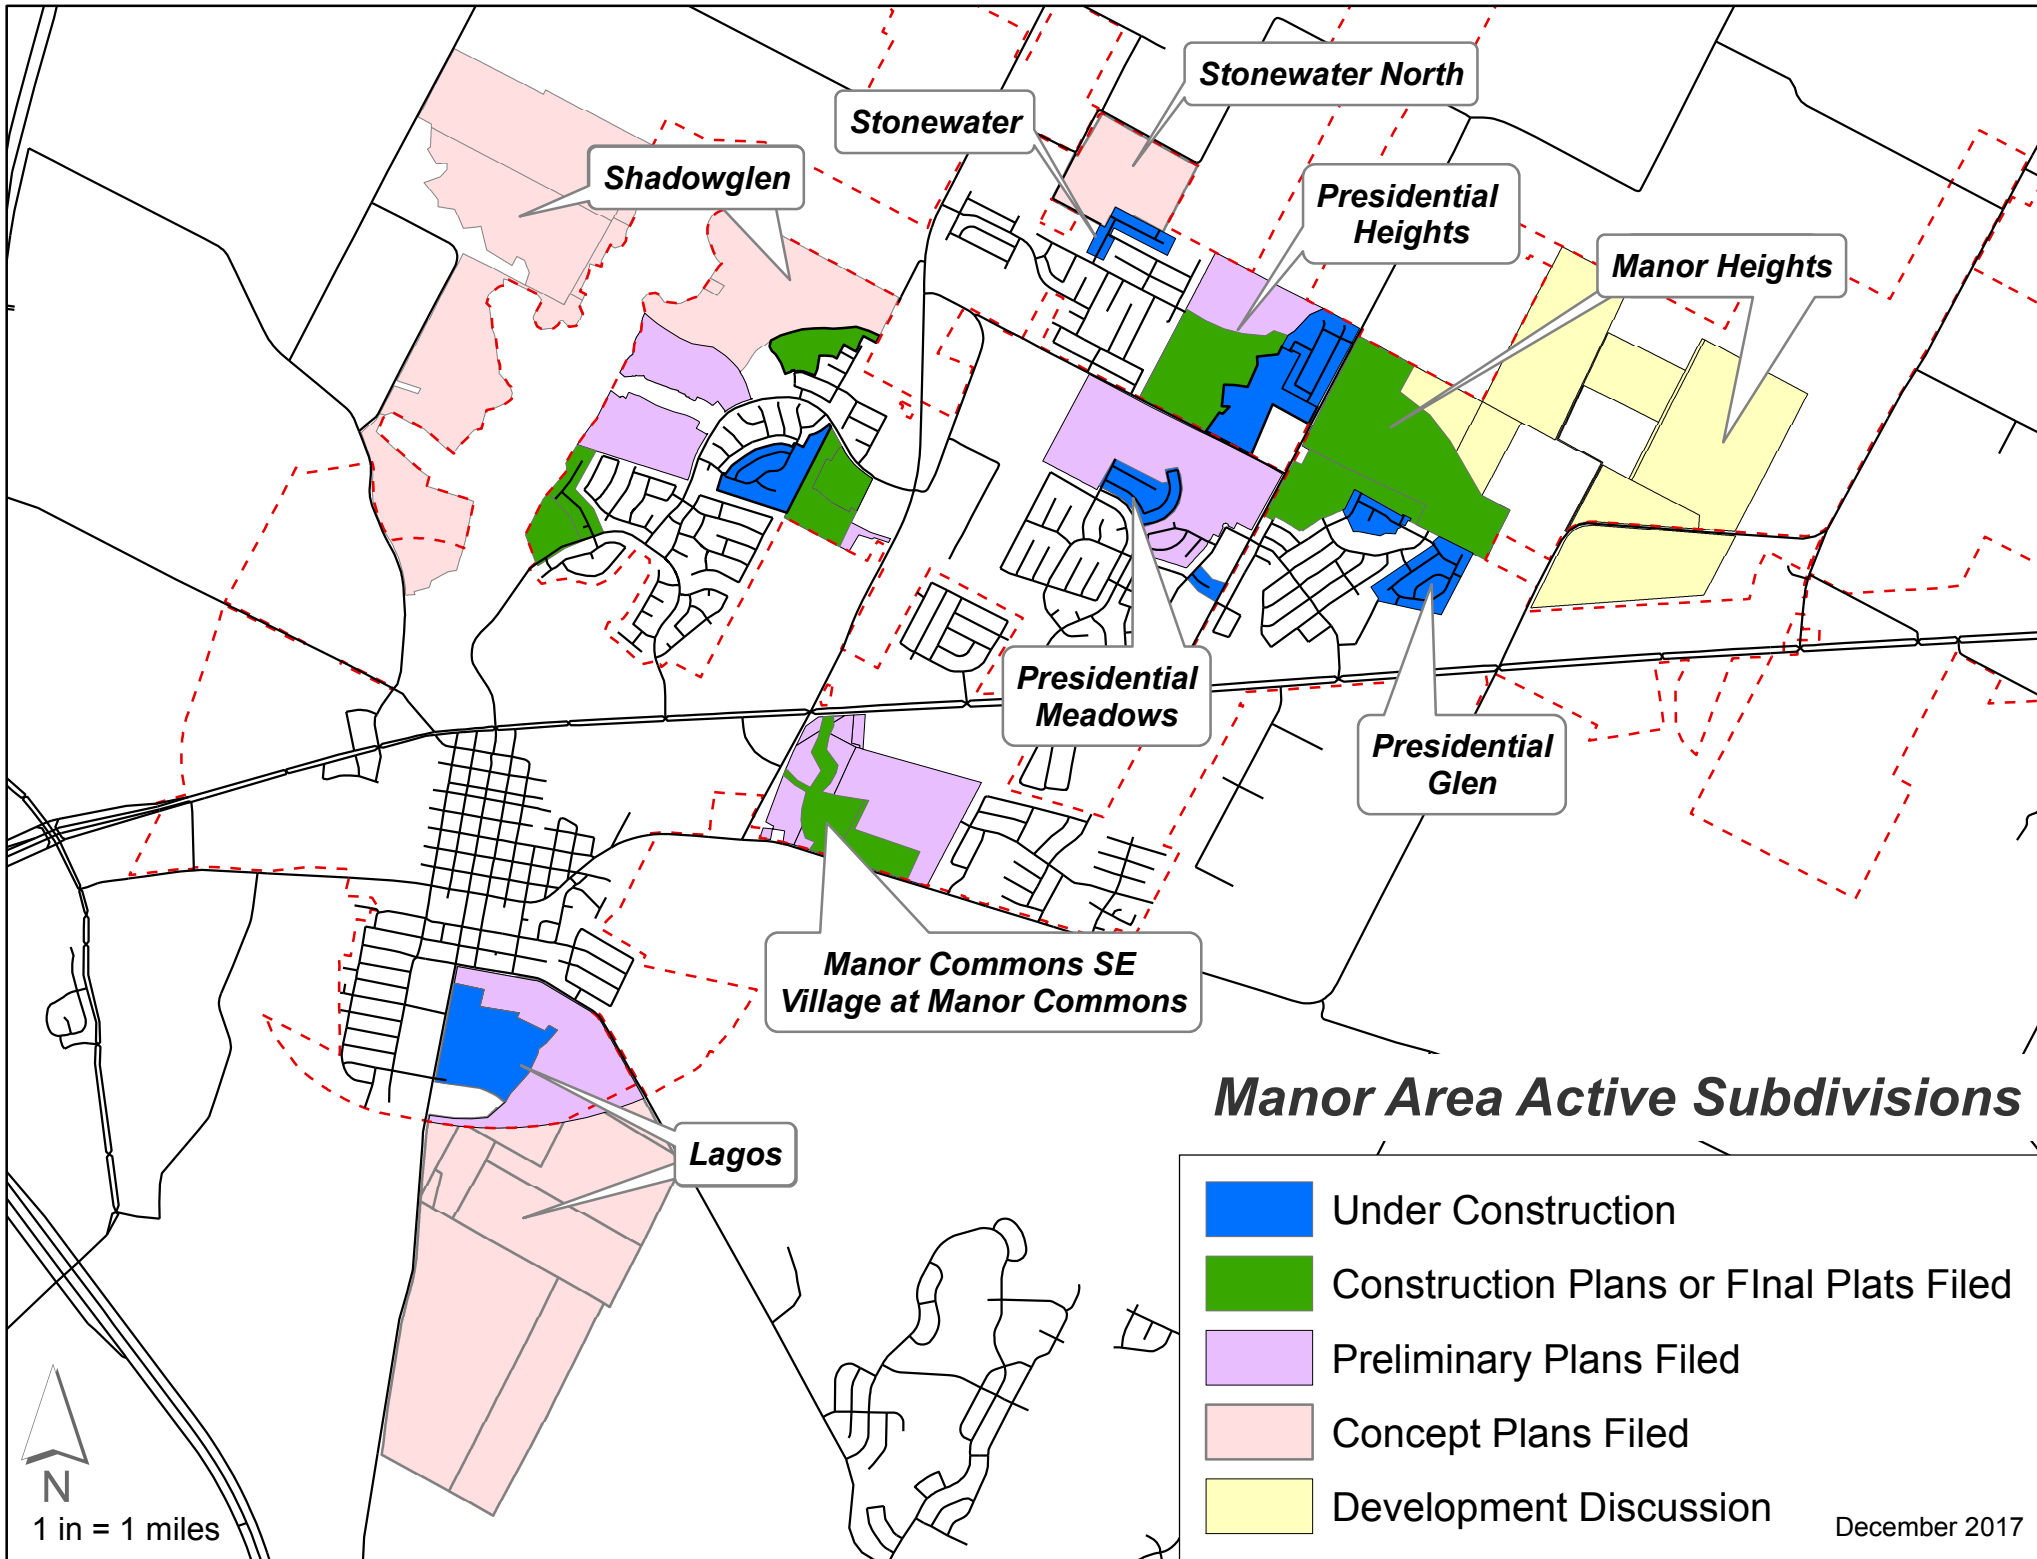 Stonewater North
Stonewater
Shadowglen
Presidential
Heights
Manor Heights
Presidential
Meadows
Presidential
Glen
Manor Commons SE
Village at Manor Commons
Lagos
Manor Area Active Subdivisions
Under Construction
Construction Plans or FInal Plats Filed
Preliminary Plans Filed
Concept Plans Filed
Development Discussion
N
1 in = 1 miles
December 2017